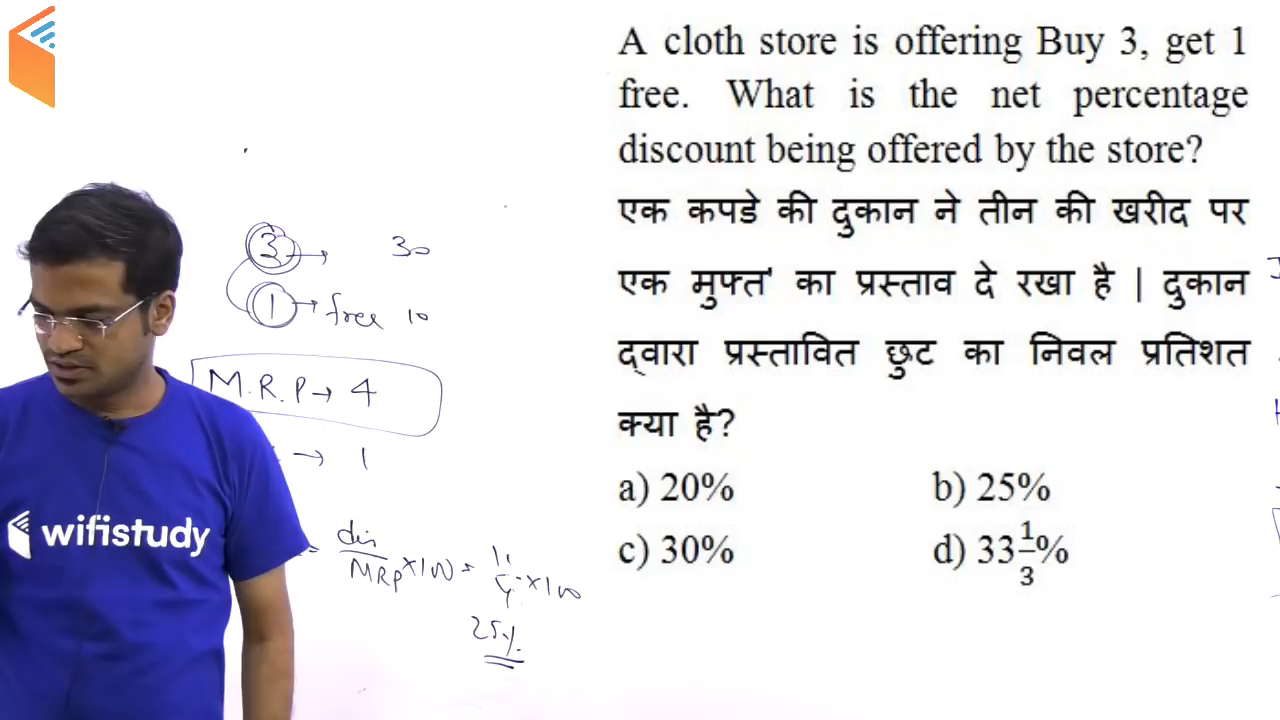 A cloth store is offering Buy 3, get 1
free. What is the net percentage
discount being offered by the store?
एक कपडे की दुकान ने तीन की खरीद पर
एक मुफ्त' का प्रस्ताव दे रखा है | दुकान
द्वारा प्रस्तावित छुट का निवल प्रतिशत
क्या है?
a) 20% b) 25%
c) 30% d) 33 1/3%
3 → 30
1 → free 10
M.R.P → 4
→ 1
= dis/MRP ×100 = 1/4 ×100
25%
wifistudy